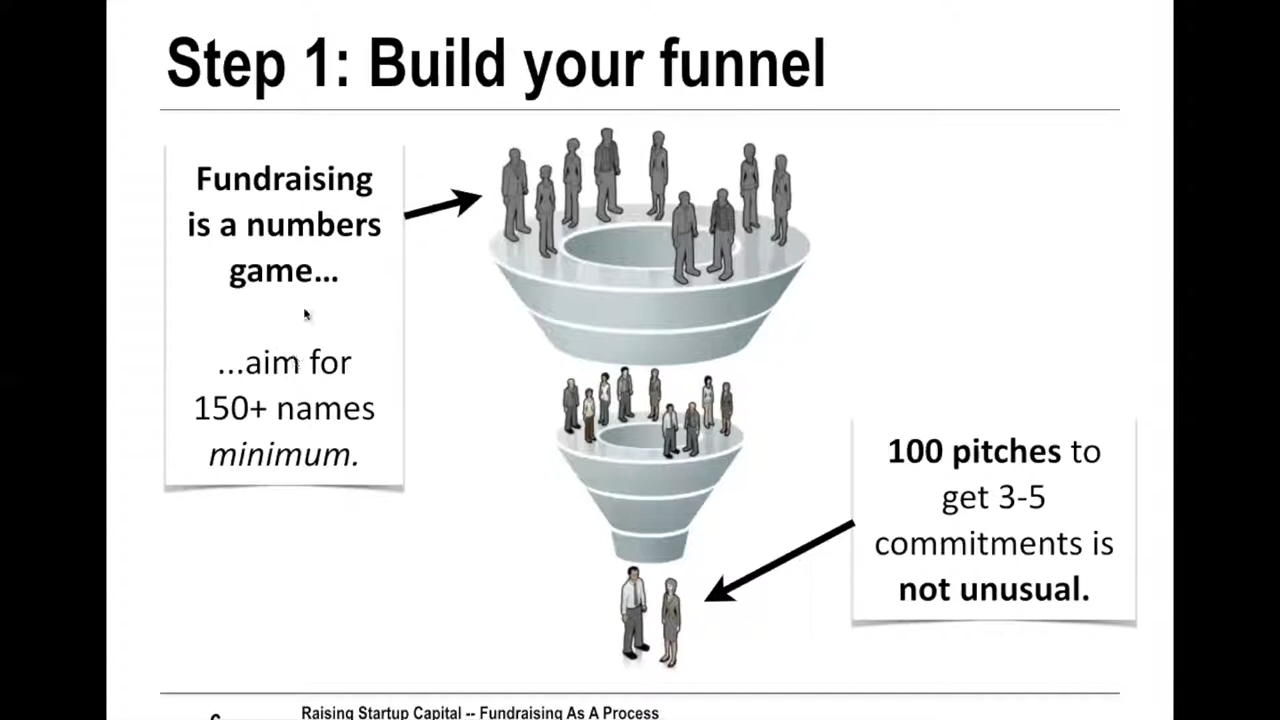 Step 1: Build your funnel
Fundraising
is a numbers
game...
...aim for
150+ names
minimum.
100 pitches to
get 3-5
commitments is
not unusual.
Raising Startup Capital -- Fundraising As A Process